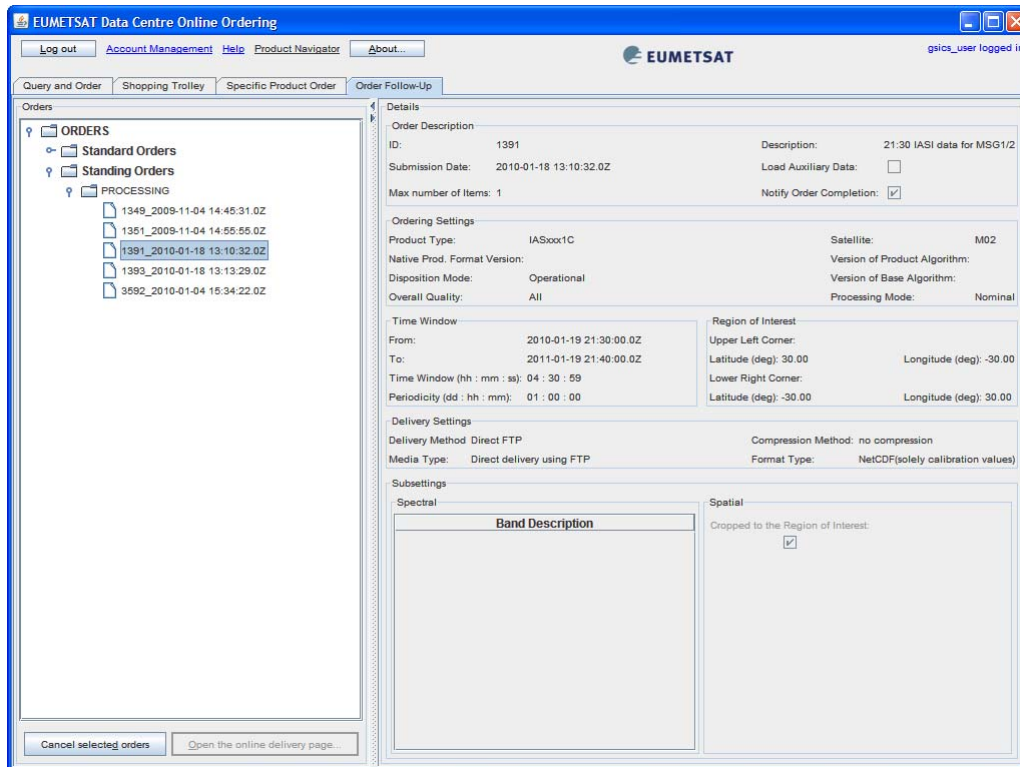 EUMETSAT Data Centre Online Ordering
Log out Account Management Help Product Navigator About... EUMETSAT gsics_user logged in
Query and Order Shopping Trolley Specific Product Order Order Follow-Up
Orders
ORDERS
Standard Orders
Standing Orders
PROCESSING
1349_2009-11-04 14:45:31.0Z
1351_2009-11-04 14:55:55.0Z
1391_2010-01-18 13:10:32.0Z
1393_2010-01-18 13:13:29.0Z
3592_2010-01-04 15:34:22.0Z
Cancel selected orders Open the online delivery page...
Details
Order Description
ID: 1391 Description: 21:30 IASI data for MSG1/2
Submission Date: 2010-01-18 13:10:32.0Z Load Auxiliary Data:
Max number of Items: 1 Notify Order Completion:
Ordering Settings
Product Type: IASxxx1C Satellite: M02
Native Prod. Format Version: Version of Product Algorithm:
Disposition Mode: Operational Version of Base Algorithm:
Overall Quality: All Processing Mode: Nominal
Time Window
From: 2010-01-19 21:30:00.0Z
To: 2011-01-19 21:40:00.0Z
Time Window (hh : mm : ss): 04 : 30 : 59
Periodicity (dd : hh : mm): 01 : 00 : 00
Region of Interest
Upper Left Corner:
Latitude (deg): 30.00 Longitude (deg): -30.00
Lower Right Corner:
Latitude (deg): -30.00 Longitude (deg): 30.00
Delivery Settings
Delivery Method Direct FTP Compression Method: no compression
Media Type: Direct delivery using FTP Format Type: NetCDF(solely calibration values)
Subsettings
Spectral
Band Description
Spatial
Cropped to the Region of Interest: